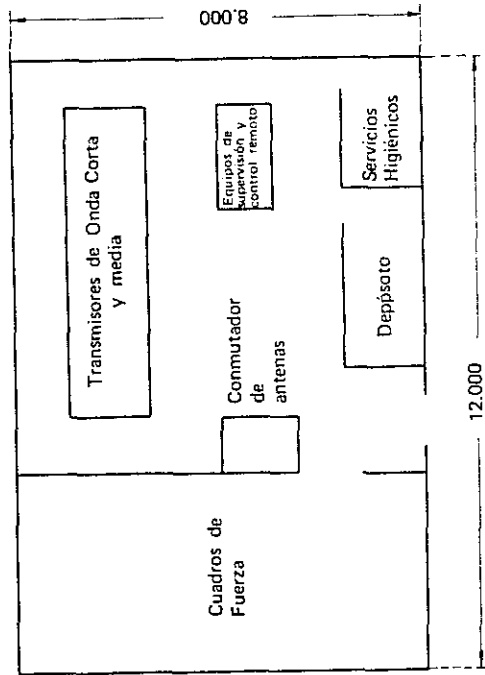 8.000
Transmisores de Onda Corta
y media
Equipos de
supervisión y
control remoto
Servicios
Higiénicos
Conmutador
de
antenas
Deppsoto
Cuadros de
Fuerza
12.000